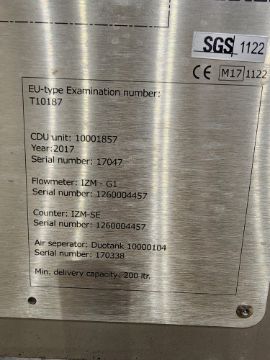 SGS 1122
CE M17 1122
EU-type Examination number:
T10187
CDU unit: 10001857
Year:2017
Serial number: 17047
Flowmeter: IZM - G1
Serial number: 1260004457
Counter: IZM-SE
Serial number: 1260004457
Air seperator: Duotank 10000104
Serial number: 170338
Min. delivery capacity: 200 ltr.